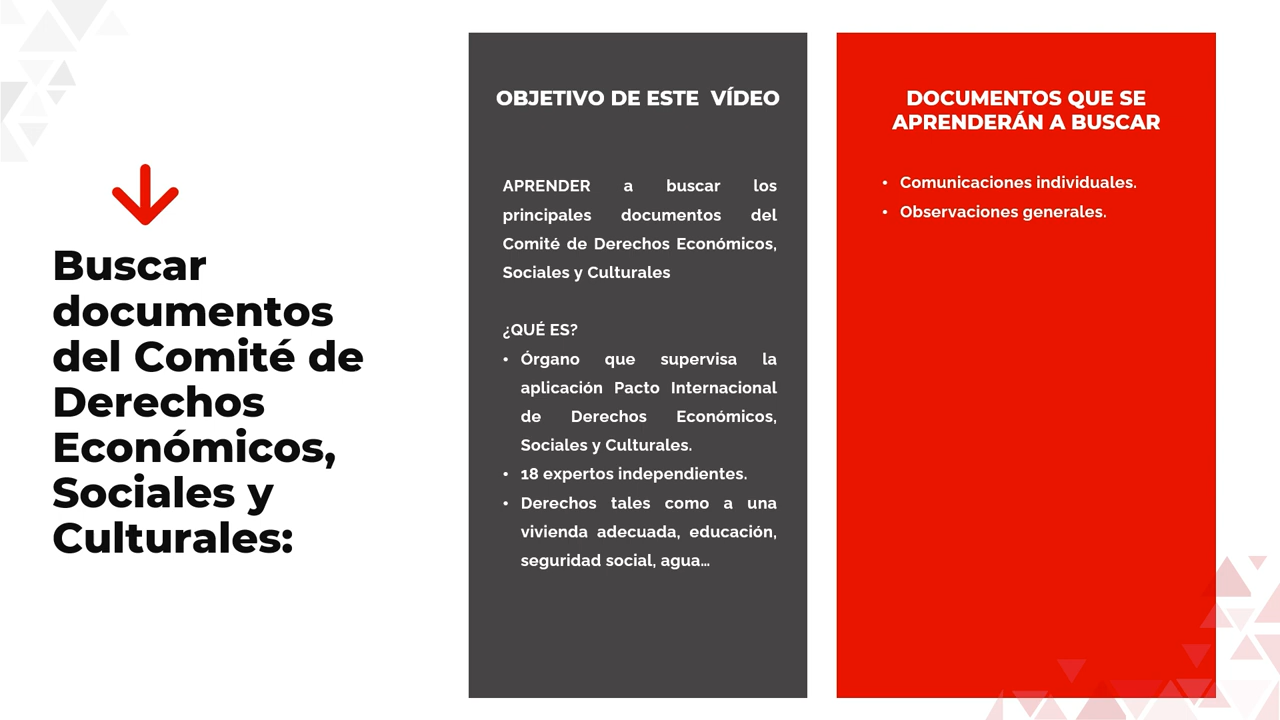 Buscar
documentos
del Comité de
Derechos
Económicos,
Sociales y
Culturales:
OBJETIVO DE ESTE VÍDEO
APRENDER a buscar los
principales documentos del
Comité de Derechos Económicos,
Sociales y Culturales
¿QUÉ ES?
• Órgano que supervisa la
aplicación Pacto Internacional
de Derechos Económicos,
Sociales y Culturales.
• 18 expertos independientes.
• Derechos tales como a una
vivienda adecuada, educación,
seguridad social, agua...
DOCUMENTOS QUE SE
APRENDERÁN A BUSCAR
• Comunicaciones individuales.
• Observaciones generales.